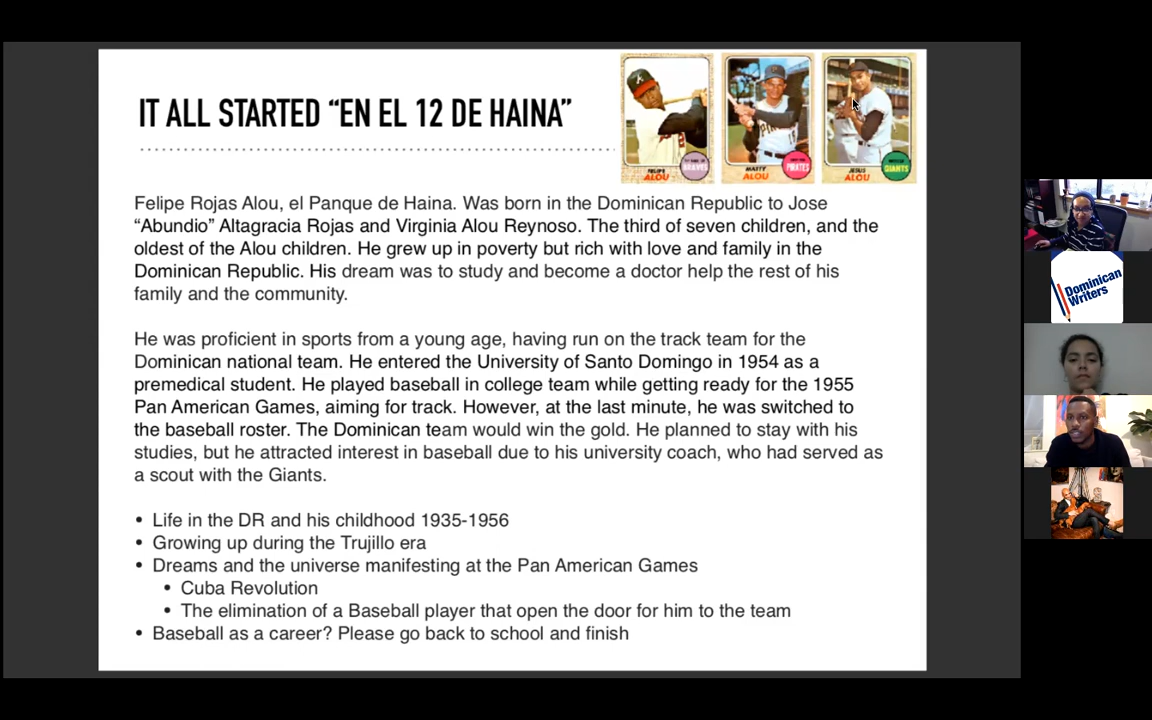 IT ALL STARTED “EN EL 12 DE HAINA”
FELIPE
ALOU
BRAVES
MATTY
ALOU
PIRATES
JESUS
ALOU
GIANTS
Felipe Rojas Alou, el Panque de Haina. Was born in the Dominican Republic to Jose
“Abundio” Altagracia Rojas and Virginia Alou Reynoso. The third of seven children, and the
oldest of the Alou children. He grew up in poverty but rich with love and family in the
Dominican Republic. His dream was to study and become a doctor help the rest of his
family and the community.
He was proficient in sports from a young age, having run on the track team for the
Dominican national team. He entered the University of Santo Domingo in 1954 as a
premedical student. He played baseball in college team while getting ready for the 1955
Pan American Games, aiming for track. However, at the last minute, he was switched to
the baseball roster. The Dominican team would win the gold. He planned to stay with his
studies, but he attracted interest in baseball due to his university coach, who had served as
a scout with the Giants.
• Life in the DR and his childhood 1935-1956
• Growing up during the Trujillo era
• Dreams and the universe manifesting at the Pan American Games
• Cuba Revolution
• The elimination of a Baseball player that open the door for him to the team
• Baseball as a career? Please go back to school and finish
Dominican
Writers